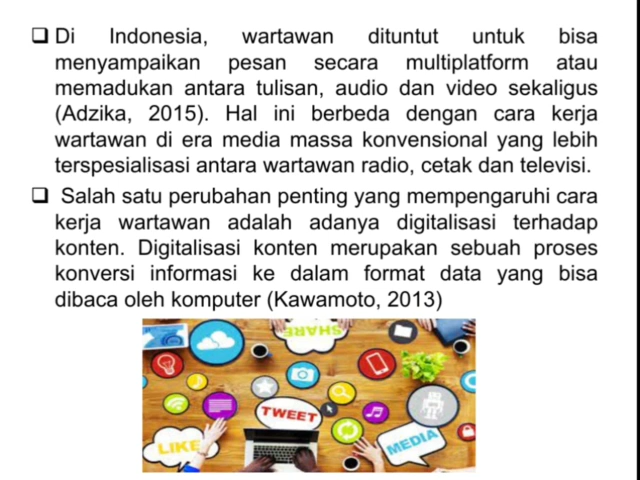 ❑ Di Indonesia, wartawan dituntut untuk bisa
menyampaikan pesan secara multiplatform atau
memadukan antara tulisan, audio dan video sekaligus
(Adzika, 2015). Hal ini berbeda dengan cara kerja
wartawan di era media massa konvensional yang lebih
terspesialisasi antara wartawan radio, cetak dan televisi.
❑ Salah satu perubahan penting yang mempengaruhi cara
kerja wartawan adalah adanya digitalisasi terhadap
konten. Digitalisasi konten merupakan sebuah proses
konversi informasi ke dalam format data yang bisa
dibaca oleh komputer (Kawamoto, 2013)
SHARE
TWEET
LIKE
MEDIA